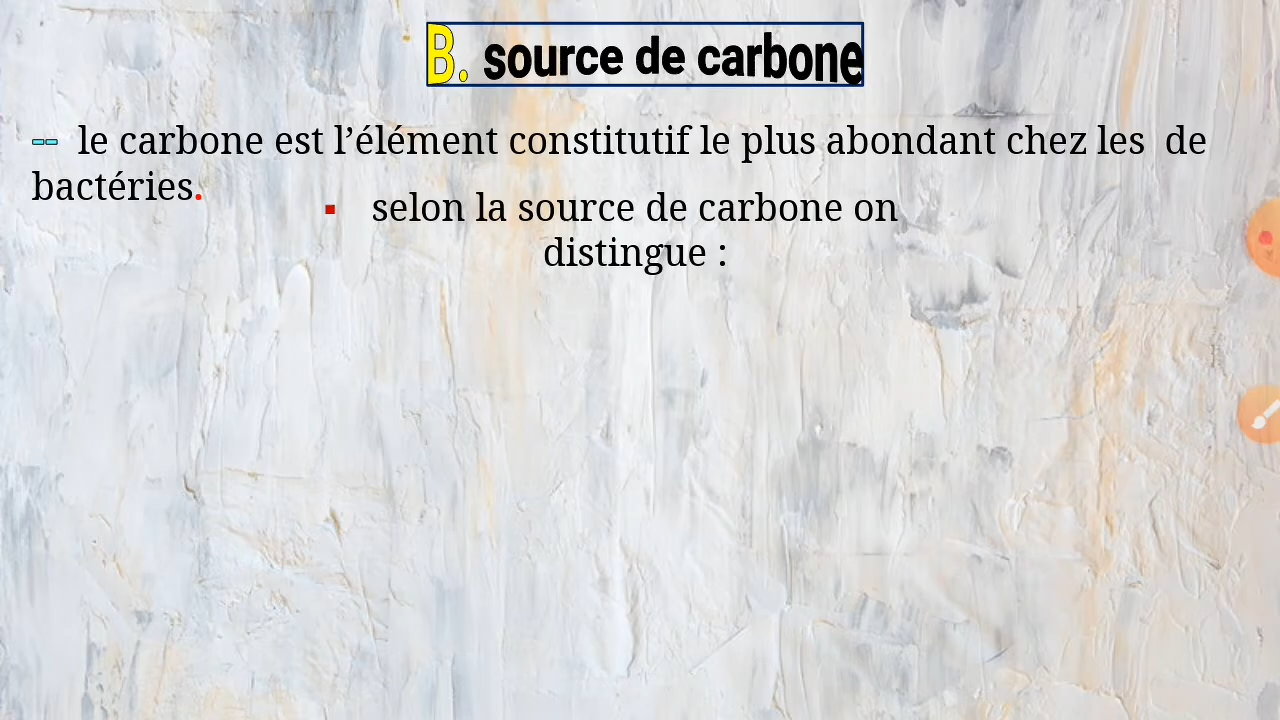 B. source de carbone
-- le carbone est l’élément constitutif le plus abondant chez les de
bactéries.
▪ selon la source de carbone on
distingue :